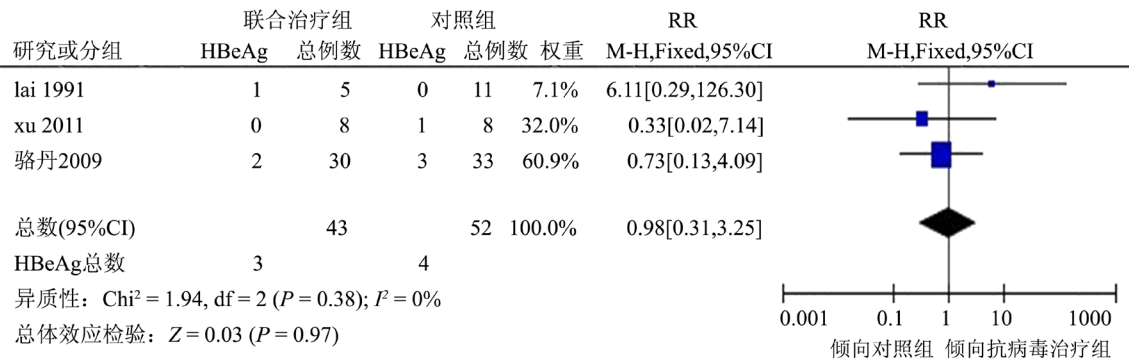 联合治疗组 对照组 RR RR
研究或分组 HBeAg 总例数 HBeAg 总例数 权重 M-H,Fixed,95%CI M-H,Fixed,95%CI
lai 1991 1 5 0 11 7.1% 6.11[0.29,126.30]
xu 2011 0 8 1 8 32.0% 0.33[0.02,7.14]
骆丹2009 2 30 3 33 60.9% 0.73[0.13,4.09]
总数(95%CI) 43 52 100.0% 0.98[0.31,3.25]
HBeAg总数 3 4
异质性：Chi² = 1.94, df = 2 (P = 0.38); I² = 0%
总体效应检验：Z = 0.03 (P = 0.97)
0.001 0.1 1 10 1000
倾向对照组 倾向抗病毒治疗组